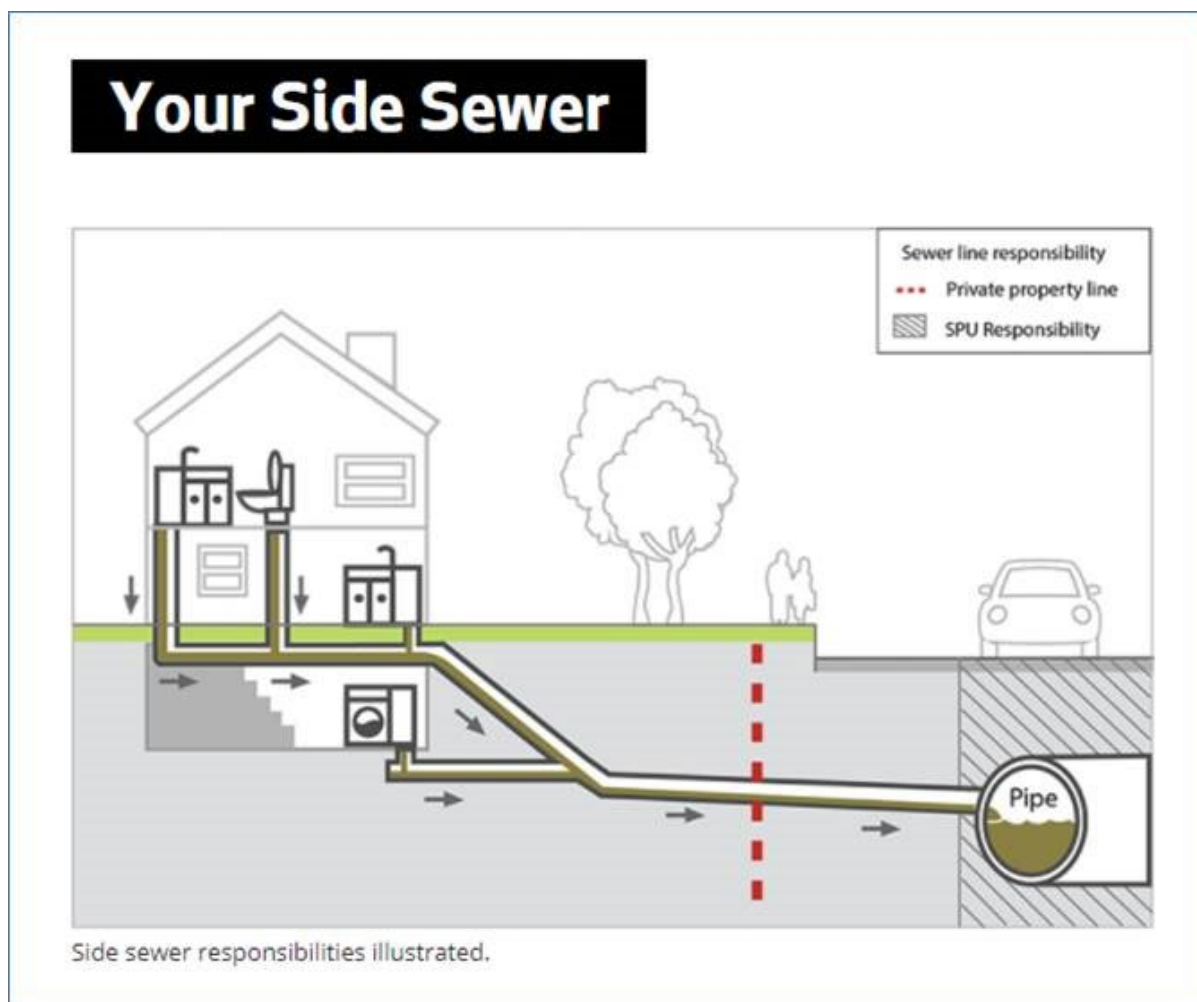 Your Side Sewer
Sewer line responsibility
Private property line
SPU Responsibility
Pipe
Side sewer responsibilities illustrated.